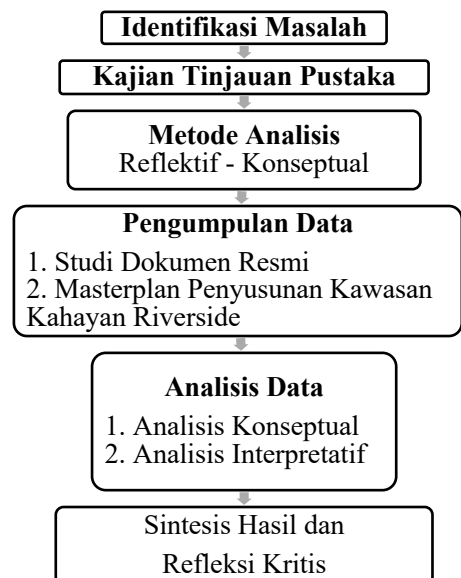 Identifikasi Masalah
Kajian Tinjauan Pustaka
Metode Analisis
Reflektif - Konseptual
Pengumpulan Data
1. Studi Dokumen Resmi
2. Masterplan Penyusunan Kawasan
Kahayan Riverside
Analisis Data
1. Analisis Konseptual
2. Analisis Interpretatif
Sintesis Hasil dan
Refleksi Kritis